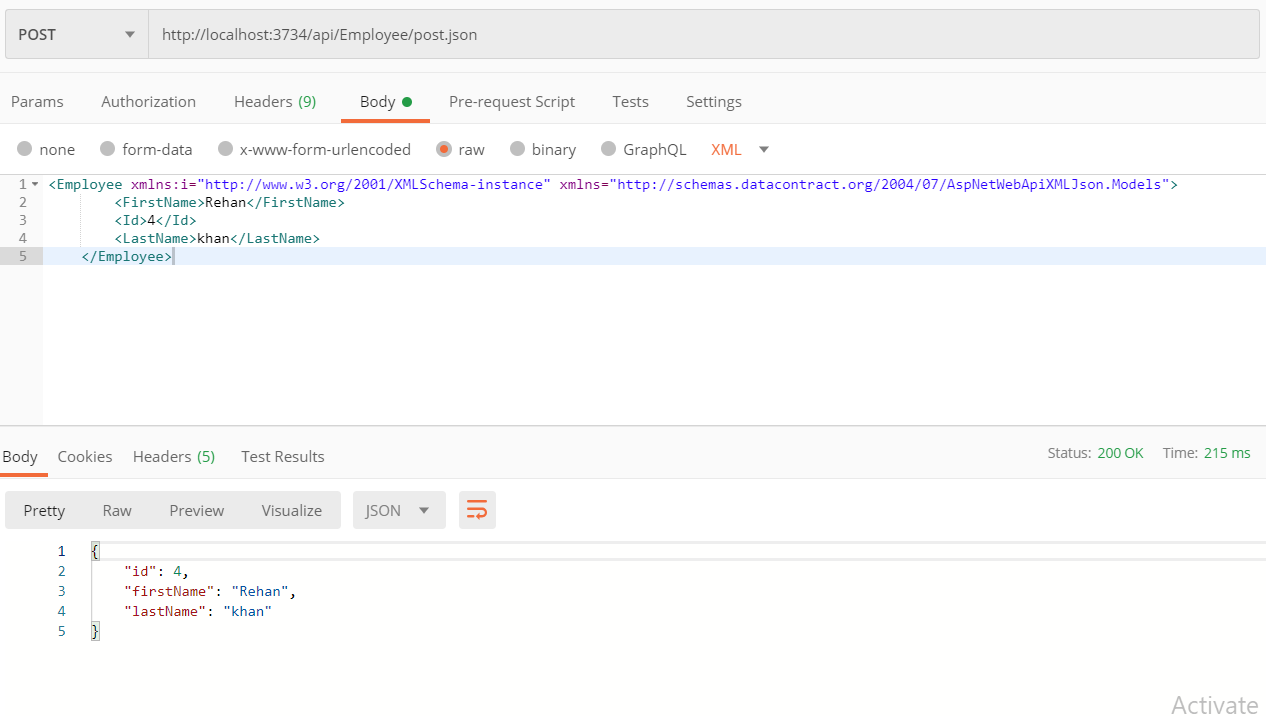 POST http://localhost:3734/api/Employee/post.json
Params Authorization Headers (9) Body Pre-request Script Tests Settings
none form-data x-www-form-urlencoded raw binary GraphQL XML
1 <Employee xmlns:i="http://www.w3.org/2001/XMLSchema-instance" xmlns="http://schemas.datacontract.org/2004/07/AspNetWebApiXMLJson.Models">
2 <FirstName>Rehan</FirstName>
3 <Id>4</Id>
4 <LastName>khan</LastName>
5 </Employee>
Body Cookies Headers (5) Test Results Status: 200 OK Time: 215 ms
Pretty Raw Preview Visualize JSON
1 {
2 "id": 4,
3 "firstName": "Rehan",
4 "lastName": "khan"
5 }
Activate